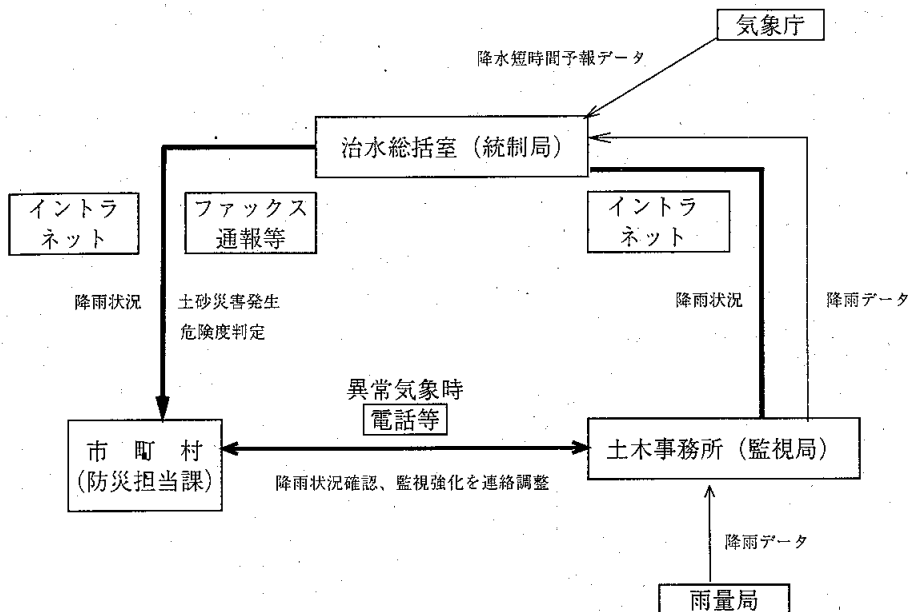 気象庁
降水短時間予報データ
治水総括室（統制局）
イントラ
ネット
ファックス
通報等
イントラ
ネット
降雨状況
土砂災害発生
危険度判定
降雨状況
降雨データ
異常気象時
電話等
市町村
（防災担当課）
土木事務所（監視局）
降雨状況確認、監視強化を連絡調整
降雨データ
雨量局